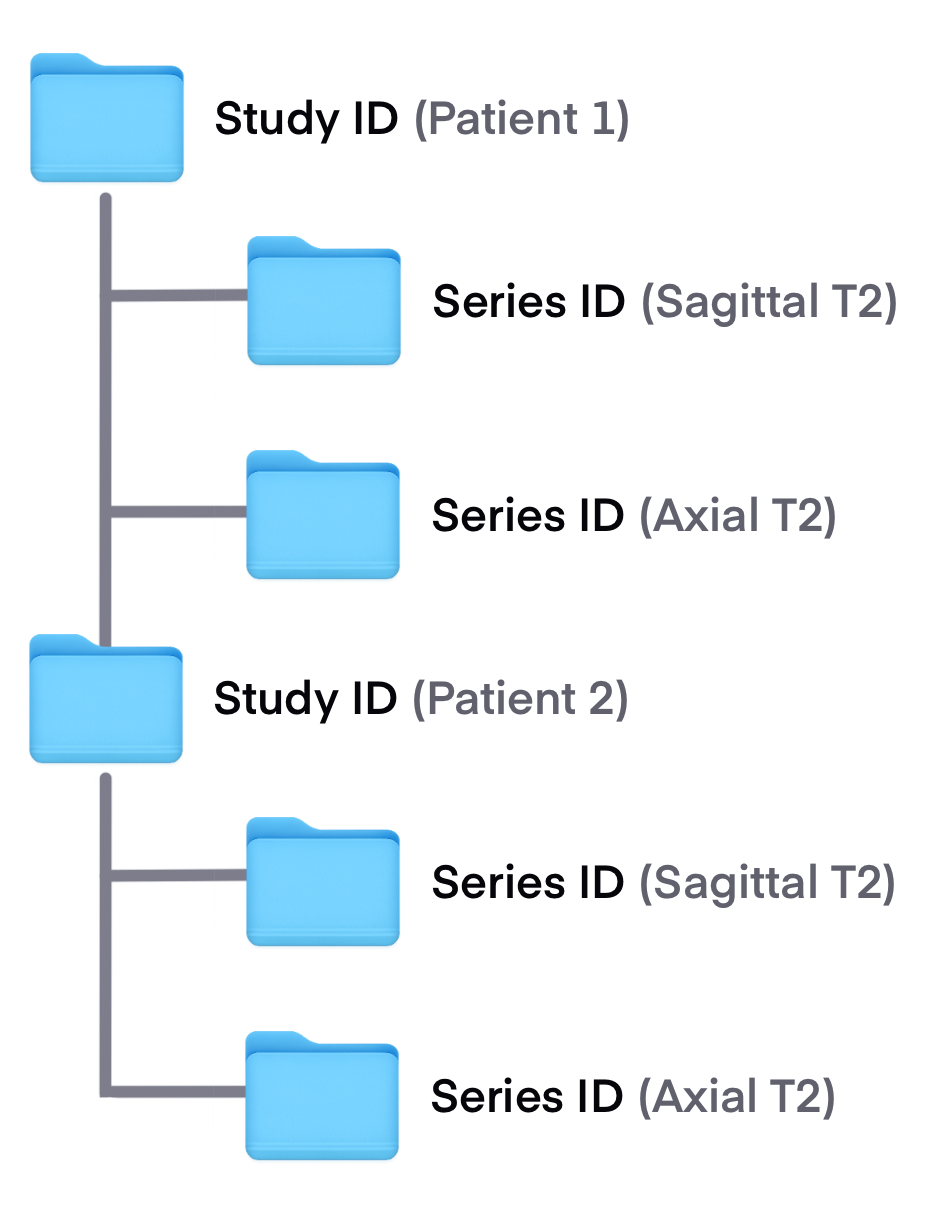 Study ID (Patient 1)
Series ID (Sagittal T2)
Series ID (Axial T2)
Study ID (Patient 2)
Series ID (Sagittal T2)
Series ID (Axial T2)